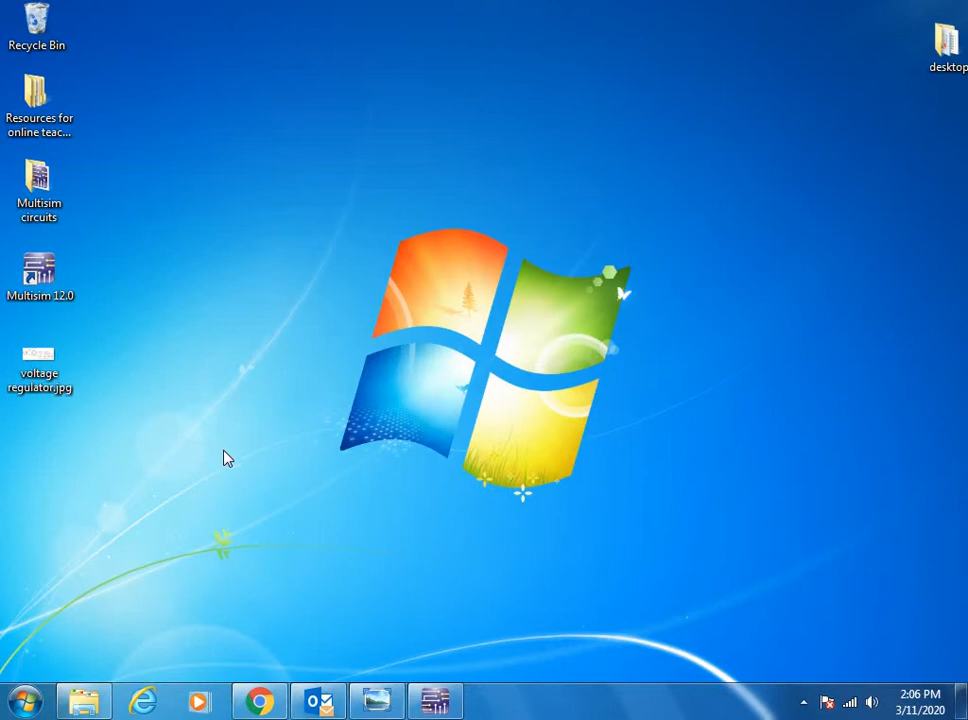 Recycle Bin
Resources for
online teac...
Multisim
circuits
Multisim 12.0
voltage
regulator.jpg
desktop
2:06 PM
3/11/2020